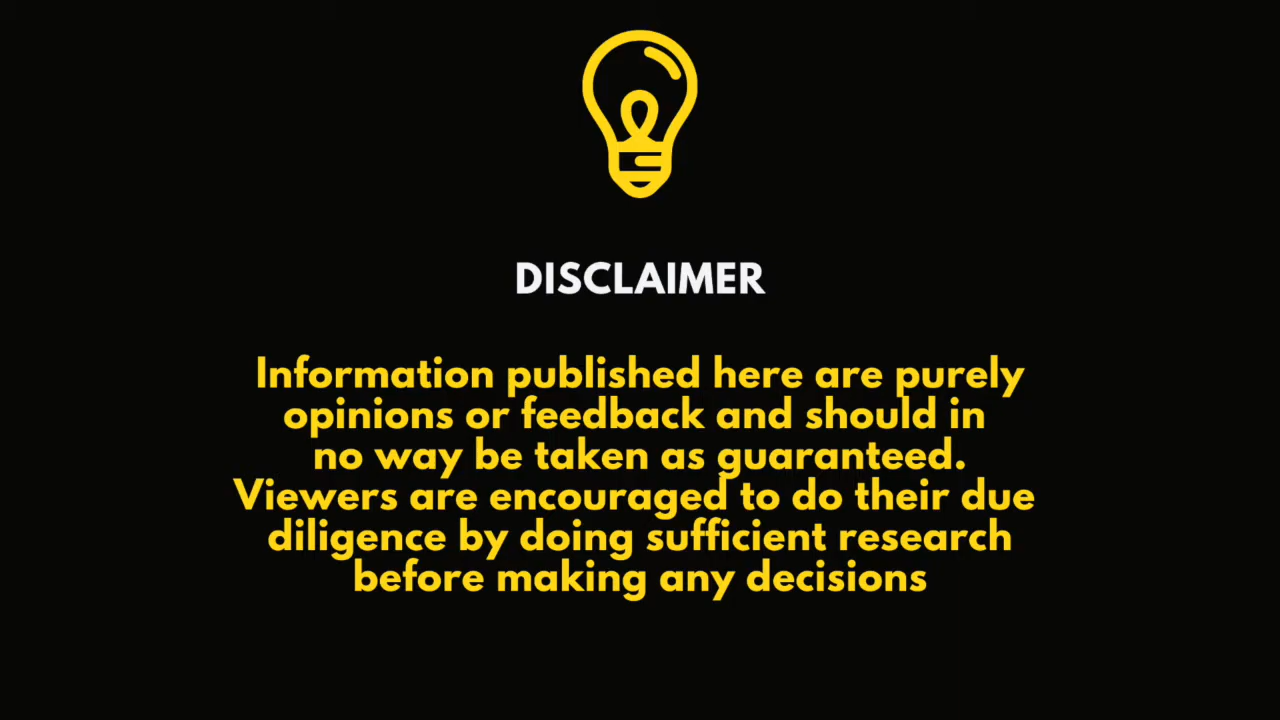 DISCLAIMER
Information published here are purely
opinions or feedback and should in
no way be taken as guaranteed.
Viewers are encouraged to do their due
diligence by doing sufficient research
before making any decisions